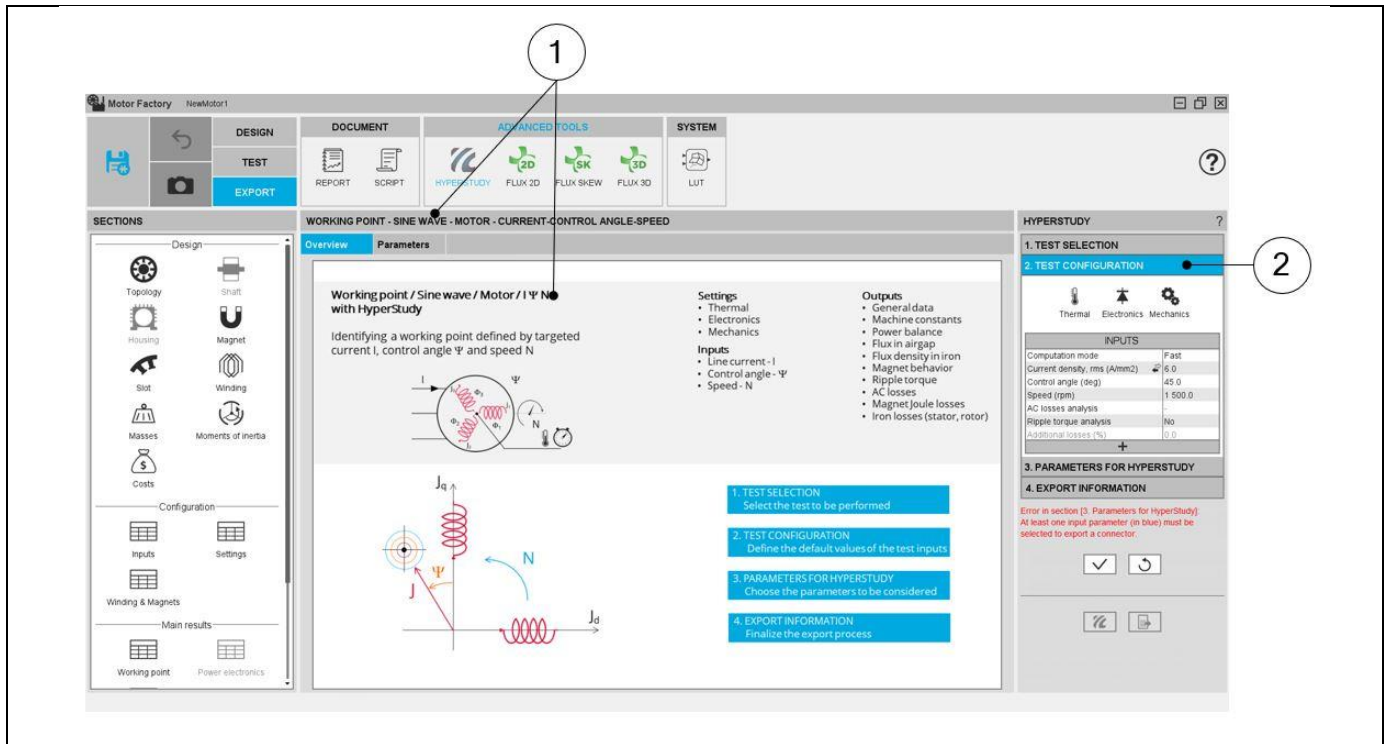 1
Motor Factory NewMotor1
DESIGN
TEST
EXPORT
DOCUMENT
REPORT SCRIPT
ADVANCED TOOLS
HYPERSTUDY FLUX 2D FLUX SKEW FLUX 3D
2D SK 3D
SYSTEM
LUT
?
SECTIONS
Design
Topology Shaft
Housing Magnet
Slot Winding
Masses Moments of inertia
$
Costs
Configuration
Inputs Settings
Winding & Magnets
Main results
Working point Power electronics
WORKING POINT - SINE WAVE - MOTOR - CURRENT-CONTROL ANGLE-SPEED
Overview Parameters
Working point / Sine wave / Motor / I Ψ N
with HyperStudy
Identifying a working point defined by targeted
current I, control angle Ψ and speed N
I Ψ
Φ3
Φ2 Φ1
N
Settings
• Thermal
• Electronics
• Mechanics
Inputs
• Line current - I
• Control angle - Ψ
• Speed - N
Outputs
• General data
• Machine constants
• Power balance
• Flux in airgap
• Flux density in iron
• Magnet behavior
• Ripple torque
• AC losses
• Magnet Joule losses
• Iron losses (stator, rotor)
Jq
N
Ψ
J
Jd
1. TEST SELECTION
Select the test to be performed
2. TEST CONFIGURATION
Define the default values of the test inputs
3. PARAMETERS FOR HYPERSTUDY
Choose the parameters to be considered
4. EXPORT INFORMATION
Finalize the export process
HYPERSTUDY ?
1. TEST SELECTION
2. TEST CONFIGURATION
2
Thermal Electronics Mechanics
INPUTS
Computation mode Fast
Current density, rms (A/mm2) 6.0
Control angle (deg) 45.0
Speed (rpm) 1 500.0
AC losses analysis -
Ripple torque analysis No
Additional losses (%) 0.0
+
3. PARAMETERS FOR HYPERSTUDY
4. EXPORT INFORMATION
Error in section [3. Parameters for HyperStudy]:
At least one input parameter (in blue) must be
selected to export a connector.